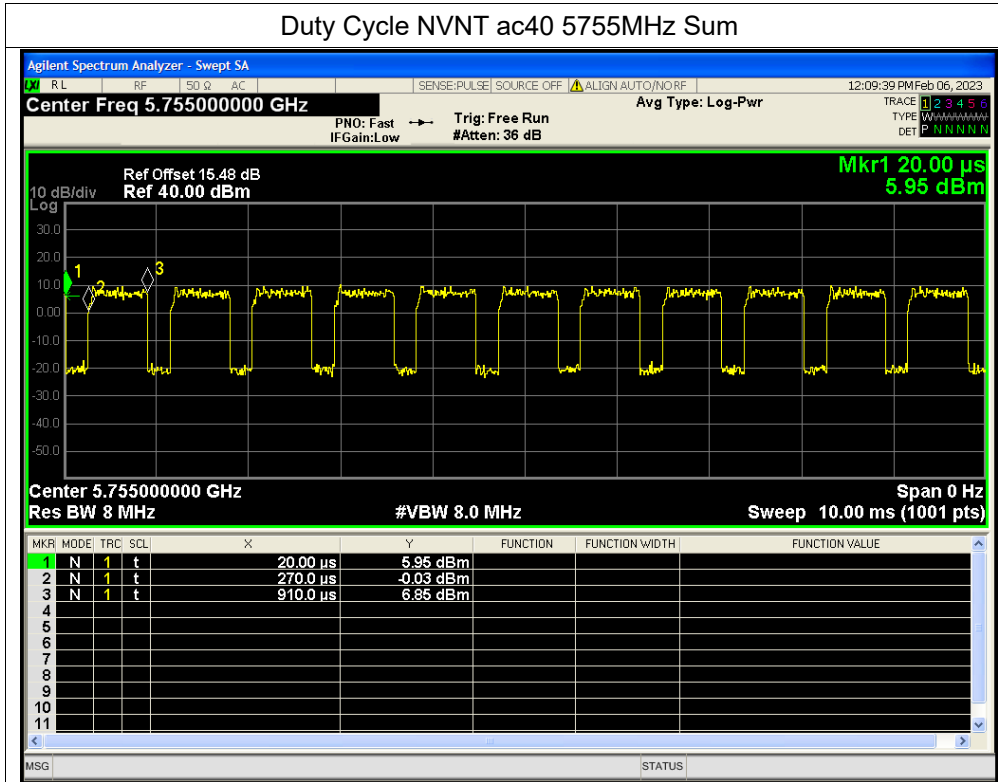 Duty Cycle NVNT ac40 5755MHz Sum
Agilent Spectrum Analyzer - Swept SA
LXI RL RF 50 Ω AC SENSE:PULSE SOURCE OFF ALIGN AUTO/NO RF 12:09:39 PM Feb 06, 2023
Center Freq 5.755000000 GHz Avg Type: Log-Pwr TRACE 1 2 3 4 5 6
PNO: Fast Trig: Free Run TYPE W
IFGain:Low #Atten: 36 dB DET P N N N N N
Mkr1 20.00 µs
Ref Offset 15.48 dB 5.95 dBm
10 dB/div Ref 40.00 dBm
Log
30.0
20.0
1 3
10.0
2
0.00
-10.0
-20.0
-30.0
-40.0
-50.0
Center 5.755000000 GHz Span 0 Hz
Res BW 8 MHz #VBW 8.0 MHz Sweep 10.00 ms (1001 pts)
MKR MODE TRC SCL X Y FUNCTION FUNCTION WIDTH FUNCTION VALUE
1 N 1 t 20.00 µs 5.95 dBm
2 N 1 t 270.0 µs -0.03 dBm
3 N 1 t 910.0 µs 6.85 dBm
4
5
6
7
8
9
10
11
MSG STATUS